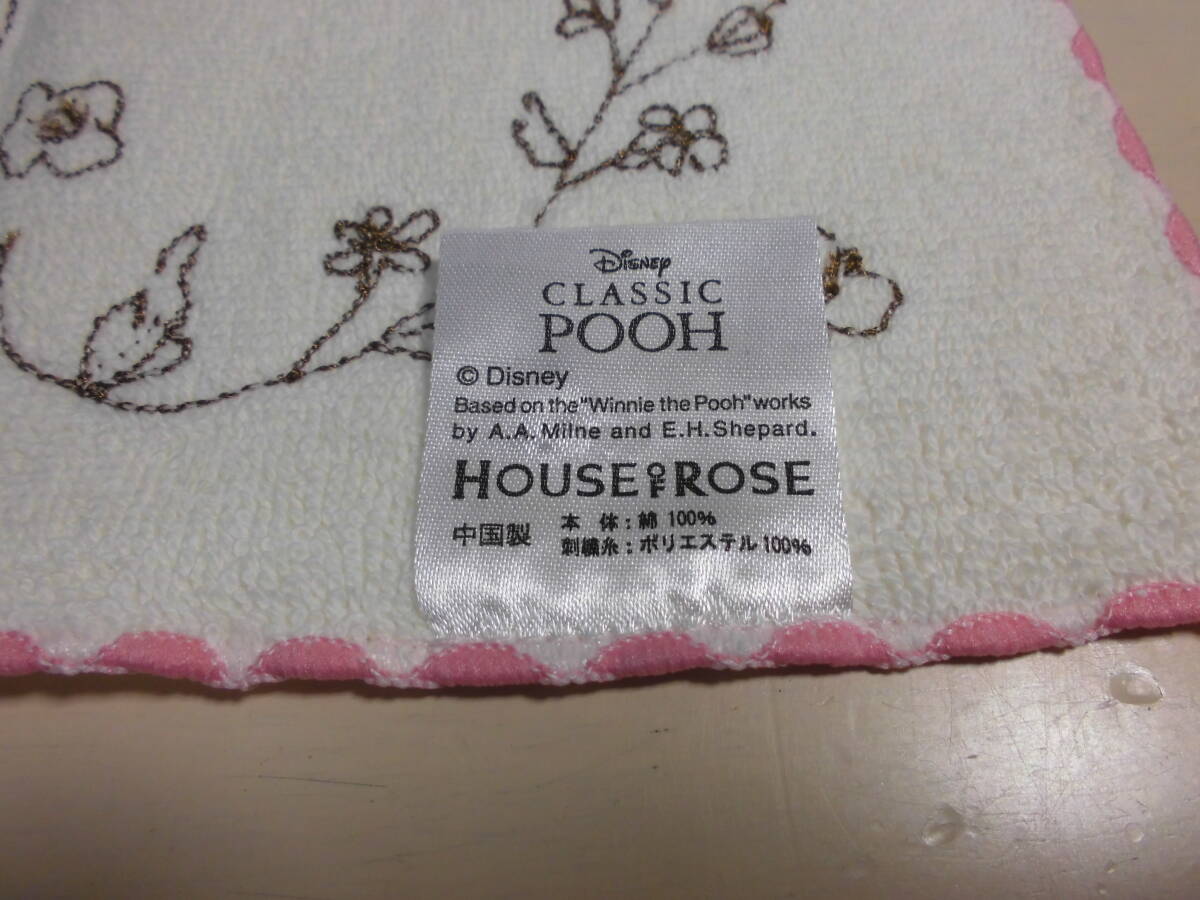 Disney
CLASSIC
POOH
© Disney
Based on the "Winnie the Pooh" works
by A.A. Milne and E.H. Shepard.
HOUSE OF ROSE
中国製
本 体 : 綿 100%
刺繍糸 : ポリエステル 100%